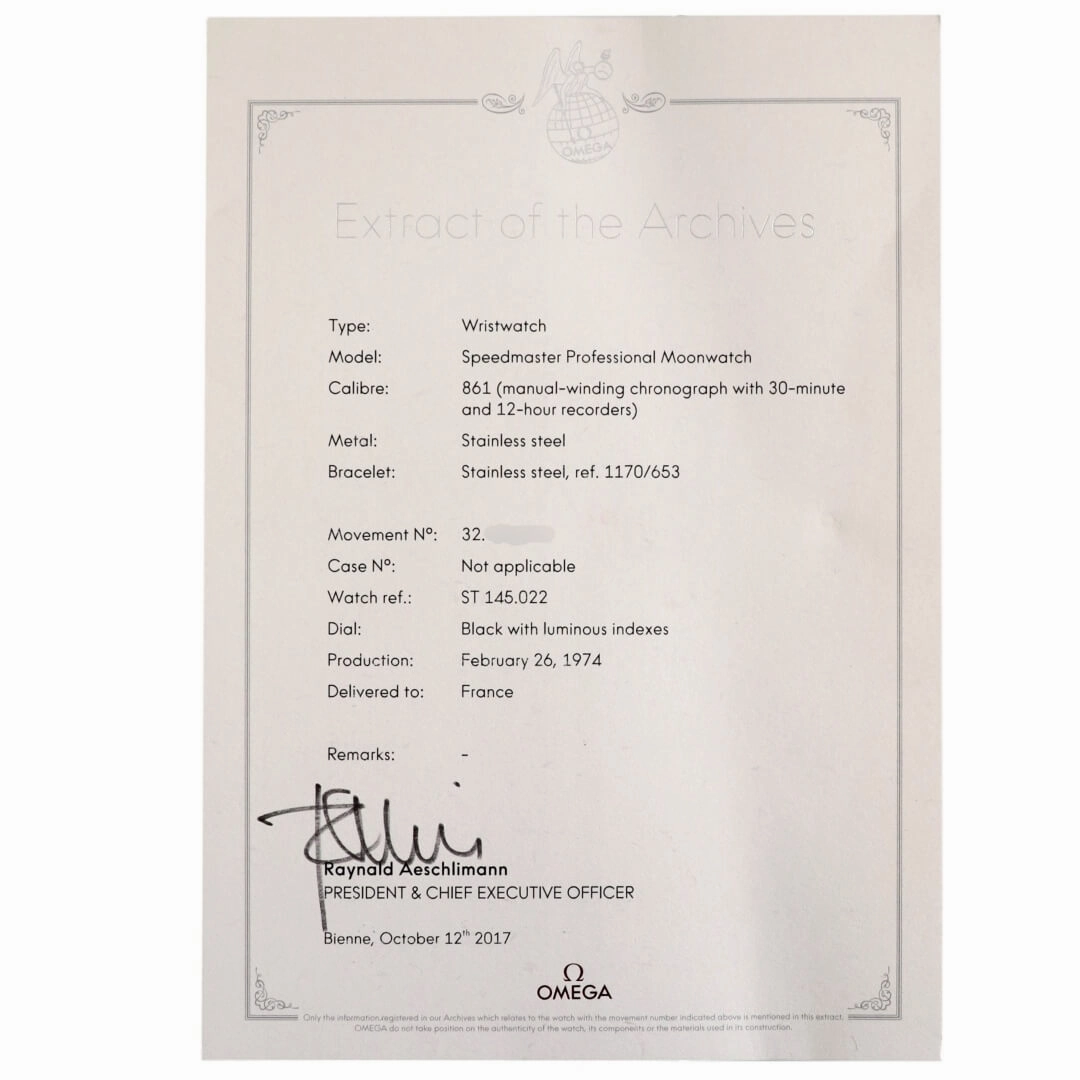 OMEGA
Extract of the Archives
Type: Wristwatch
Model: Speedmaster Professional Moonwatch
Calibre: 861 (manual-winding chronograph with 30-minute
and 12-hour recorders)
Metal: Stainless steel
Bracelet: Stainless steel, ref. 1170/653
Movement Nº: 32.
Case Nº: Not applicable
Watch ref.: ST 145.022
Dial: Black with luminous indexes
Production: February 26, 1974
Delivered to: France
Remarks: -
Raynald Aeschlimann
PRESIDENT & CHIEF EXECUTIVE OFFICER
Bienne, October 12th 2017
Ω
OMEGA
Only the information registered in our Archives which relates to the watch with the movement number indicated above is mentioned in this extract.
OMEGA do not take position on the authenticity of the watch, its components or the materials used in its construction.